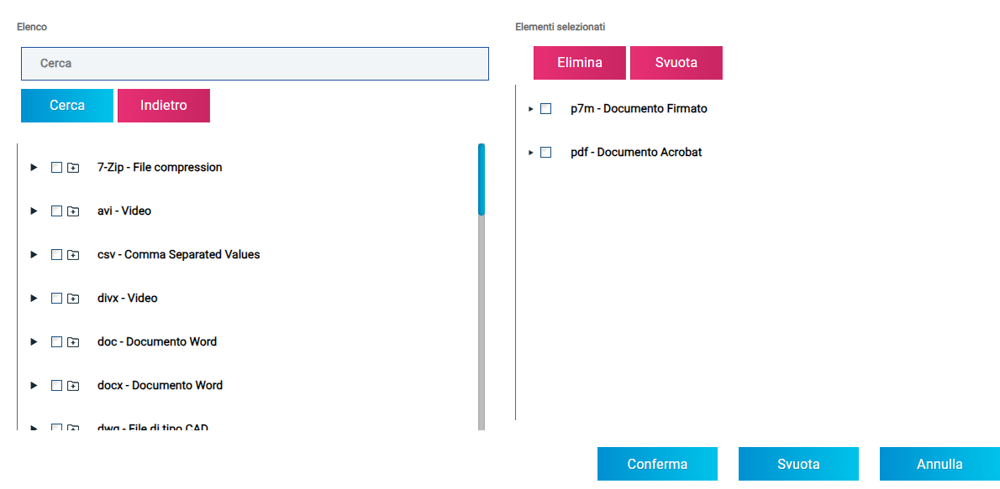 Elenco
Cerca
Cerca
Indietro
7-Zip - File compression
avi - Video
csv - Comma Separated Values
divx - Video
doc - Documento Word
docx - Documento Word
dwg - File di tipo CAD
Elementi selezionati
Elimina
Svuota
p7m - Documento Firmato
pdf - Documento Acrobat
Conferma
Svuota
Annulla